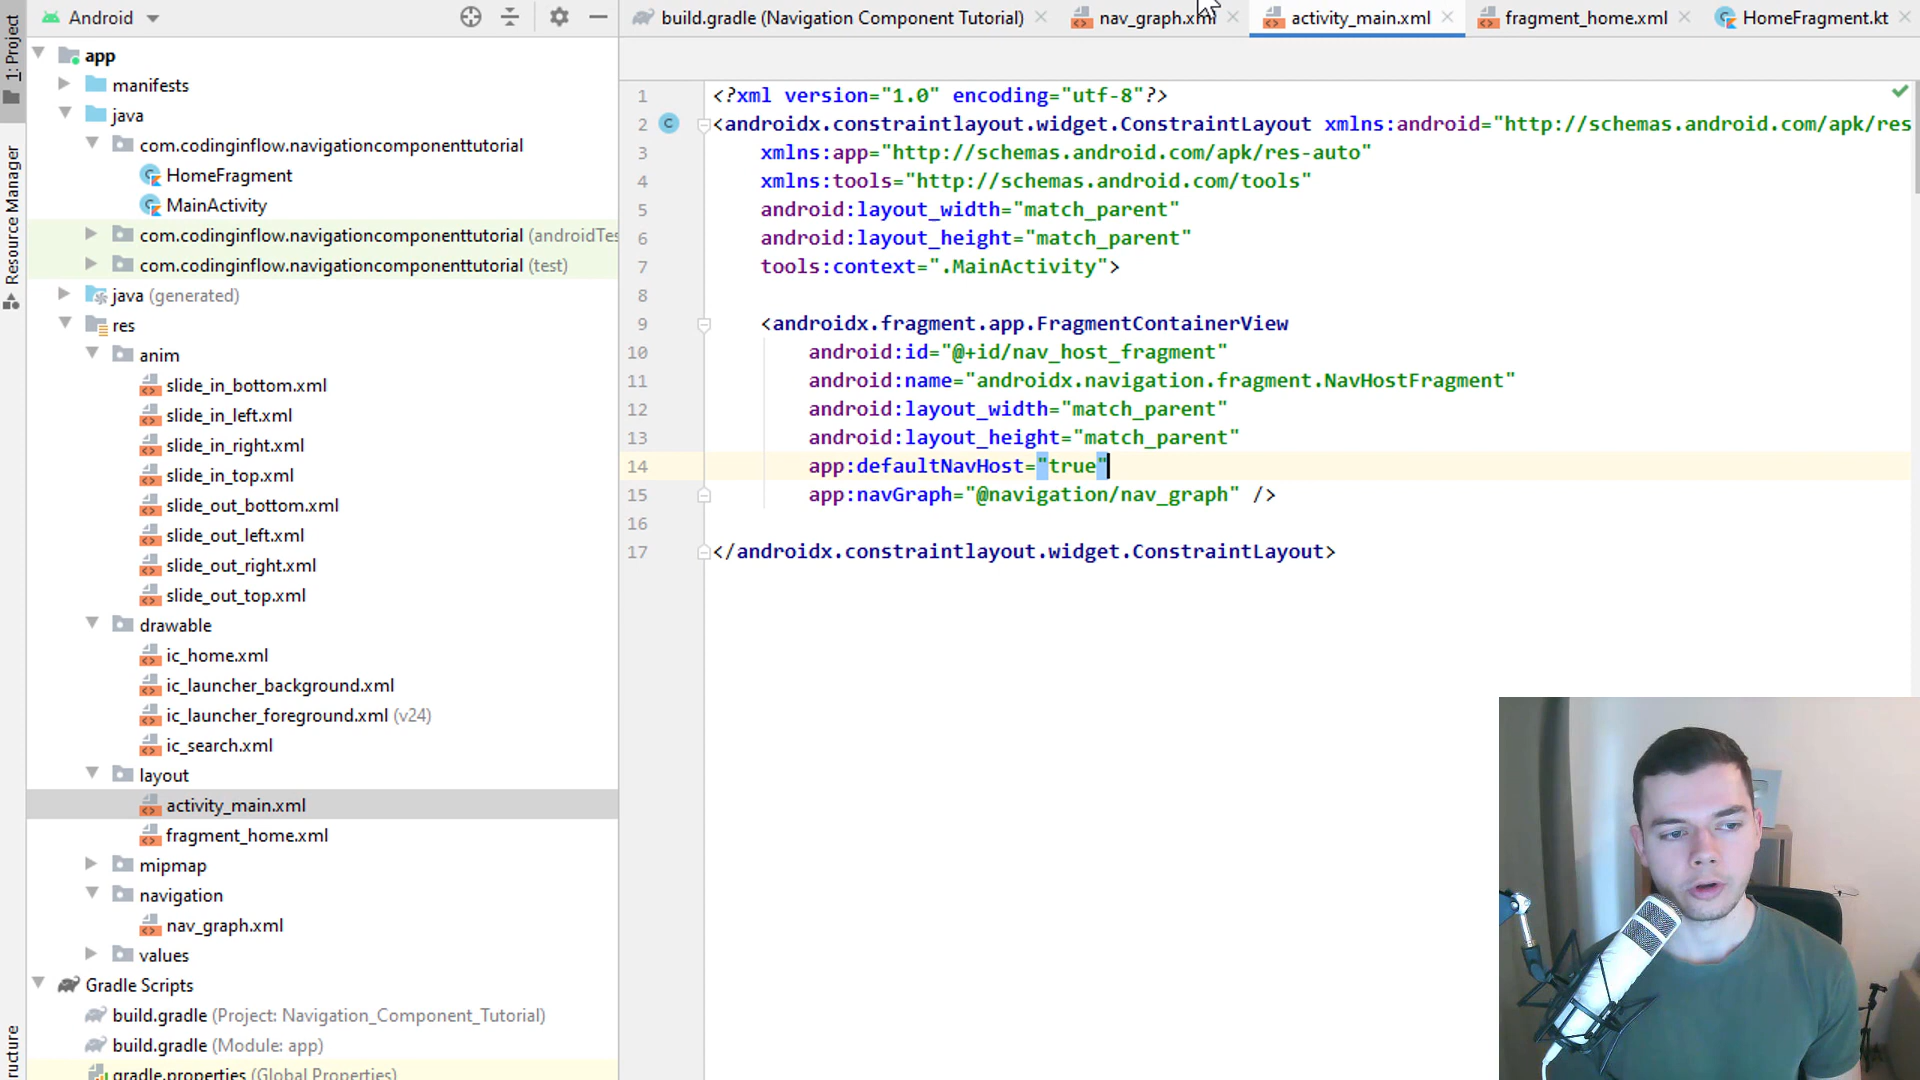 Android
build.gradle (Navigation Component Tutorial)
nav_graph.xml
activity_main.xml
fragment_home.xml
HomeFragment.kt
1: Project
Resource Manager
ructure
app
manifests
java
com.codinginflow.navigationcomponenttutorial
HomeFragment
MainActivity
com.codinginflow.navigationcomponenttutorial (androidTes
com.codinginflow.navigationcomponenttutorial (test)
java (generated)
res
anim
slide_in_bottom.xml
slide_in_left.xml
slide_in_right.xml
slide_in_top.xml
slide_out_bottom.xml
slide_out_left.xml
slide_out_right.xml
slide_out_top.xml
drawable
ic_home.xml
ic_launcher_background.xml
ic_launcher_foreground.xml (v24)
ic_search.xml
layout
activity_main.xml
fragment_home.xml
mipmap
navigation
nav_graph.xml
values
Gradle Scripts
build.gradle (Project: Navigation_Component_Tutorial)
build.gradle (Module: app)
gradle.properties (Global Properties)
1 <?xml version="1.0" encoding="utf-8"?>
2 <androidx.constraintlayout.widget.ConstraintLayout xmlns:android="http://schemas.android.com/apk/res
3 xmlns:app="http://schemas.android.com/apk/res-auto"
4 xmlns:tools="http://schemas.android.com/tools"
5 android:layout_width="match_parent"
6 android:layout_height="match_parent"
7 tools:context=".MainActivity">
8
9 <androidx.fragment.app.FragmentContainerView
10 android:id="@+id/nav_host_fragment"
11 android:name="androidx.navigation.fragment.NavHostFragment"
12 android:layout_width="match_parent"
13 android:layout_height="match_parent"
14 app:defaultNavHost="true"
15 app:navGraph="@navigation/nav_graph" />
16
17 </androidx.constraintlayout.widget.ConstraintLayout>